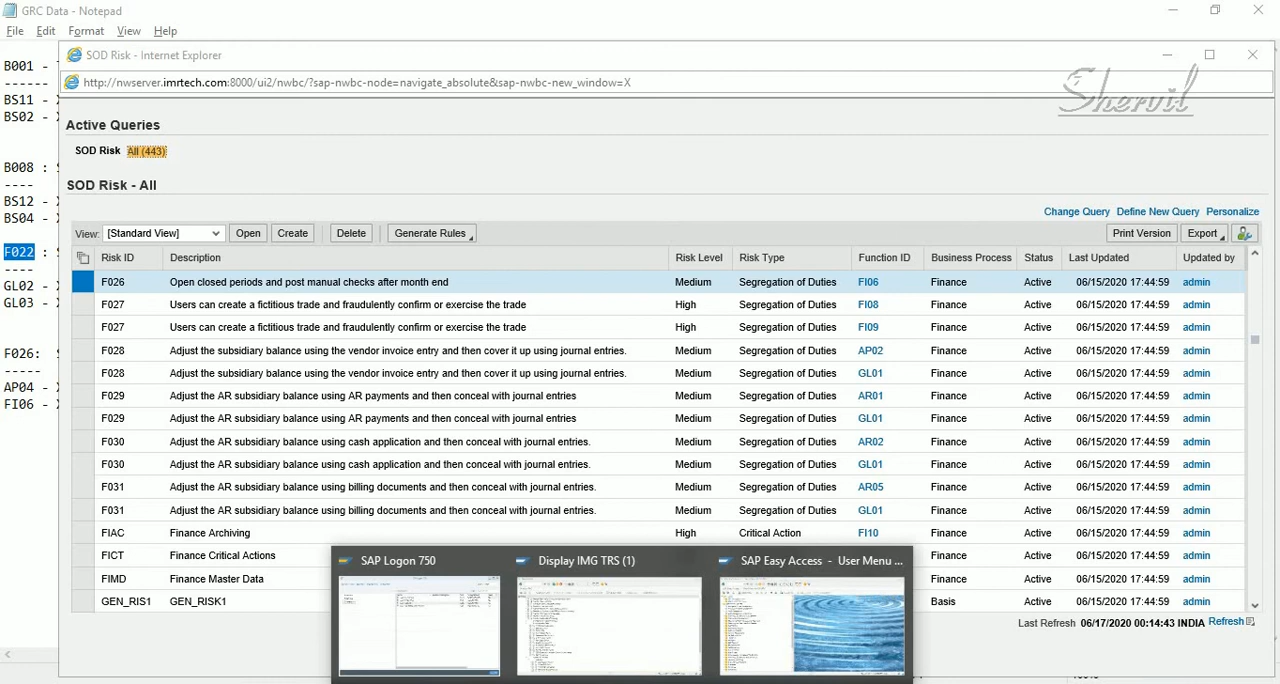 GRC Data - Notepad
File Edit Format View Help
SOD Risk - Internet Explorer
http://nwserver.imrtech.com:8000/ui2/nwbc/?sap-nwbc-node=navigate_absolute&sap-nwbc-new_window=X
Shervil
B001 -
------
BS11 -
BS02 -
B008 :
----
BS12 -
BS04 -
F022 :
----
GL02 -
GL03 -
F026:
-----
AP04 -
FI06 -
Active Queries
SOD Risk All (443)
SOD Risk - All
Change Query Define New Query Personalize
View: [Standard View] Open Create Delete Generate Rules Print Version Export
Risk ID Description Risk Level Risk Type Function ID Business Process Status Last Updated Updated by
F026 Open closed periods and post manual checks after month end Medium Segregation of Duties FI06 Finance Active 06/15/2020 17:44:59 admin
F027 Users can create a fictitious trade and fraudulently confirm or exercise the trade High Segregation of Duties FI08 Finance Active 06/15/2020 17:44:59 admin
F027 Users can create a fictitious trade and fraudulently confirm or exercise the trade High Segregation of Duties FI09 Finance Active 06/15/2020 17:44:59 admin
F028 Adjust the subsidiary balance using the vendor invoice entry and then cover it up using journal entries. Medium Segregation of Duties AP02 Finance Active 06/15/2020 17:44:59 admin
F028 Adjust the subsidiary balance using the vendor invoice entry and then cover it up using journal entries. Medium Segregation of Duties GL01 Finance Active 06/15/2020 17:44:59 admin
F029 Adjust the AR subsidiary balance using AR payments and then conceal with journal entries Medium Segregation of Duties AR01 Finance Active 06/15/2020 17:44:59 admin
F029 Adjust the AR subsidiary balance using AR payments and then conceal with journal entries Medium Segregation of Duties GL01 Finance Active 06/15/2020 17:44:59 admin
F030 Adjust the AR subsidiary balance using cash application and then conceal with journal entries. Medium Segregation of Duties AR02 Finance Active 06/15/2020 17:44:59 admin
F030 Adjust the AR subsidiary balance using cash application and then conceal with journal entries. Medium Segregation of Duties GL01 Finance Active 06/15/2020 17:44:59 admin
F031 Adjust the AR subsidiary balance using billing documents and then conceal with journal entries. Medium Segregation of Duties AR05 Finance Active 06/15/2020 17:44:59 admin
F031 Adjust the AR subsidiary balance using billing documents and then conceal with journal entries. Medium Segregation of Duties GL01 Finance Active 06/15/2020 17:44:59 admin
FIAC Finance Archiving High Critical Action FI10 Finance Active 06/15/2020 17:44:59 admin
FICT Finance Critical Actions Finance Active 06/15/2020 17:44:59 admin
FIMD Finance Master Data Finance Active 06/15/2020 17:44:59 admin
GEN_RIS1 GEN_RISK1 Basis Active 06/15/2020 17:44:59 admin
Last Refresh 06/17/2020 00:14:43 INDIA Refresh
SAP Logon 750 Display IMG TRS (1) SAP Easy Access - User Menu ...